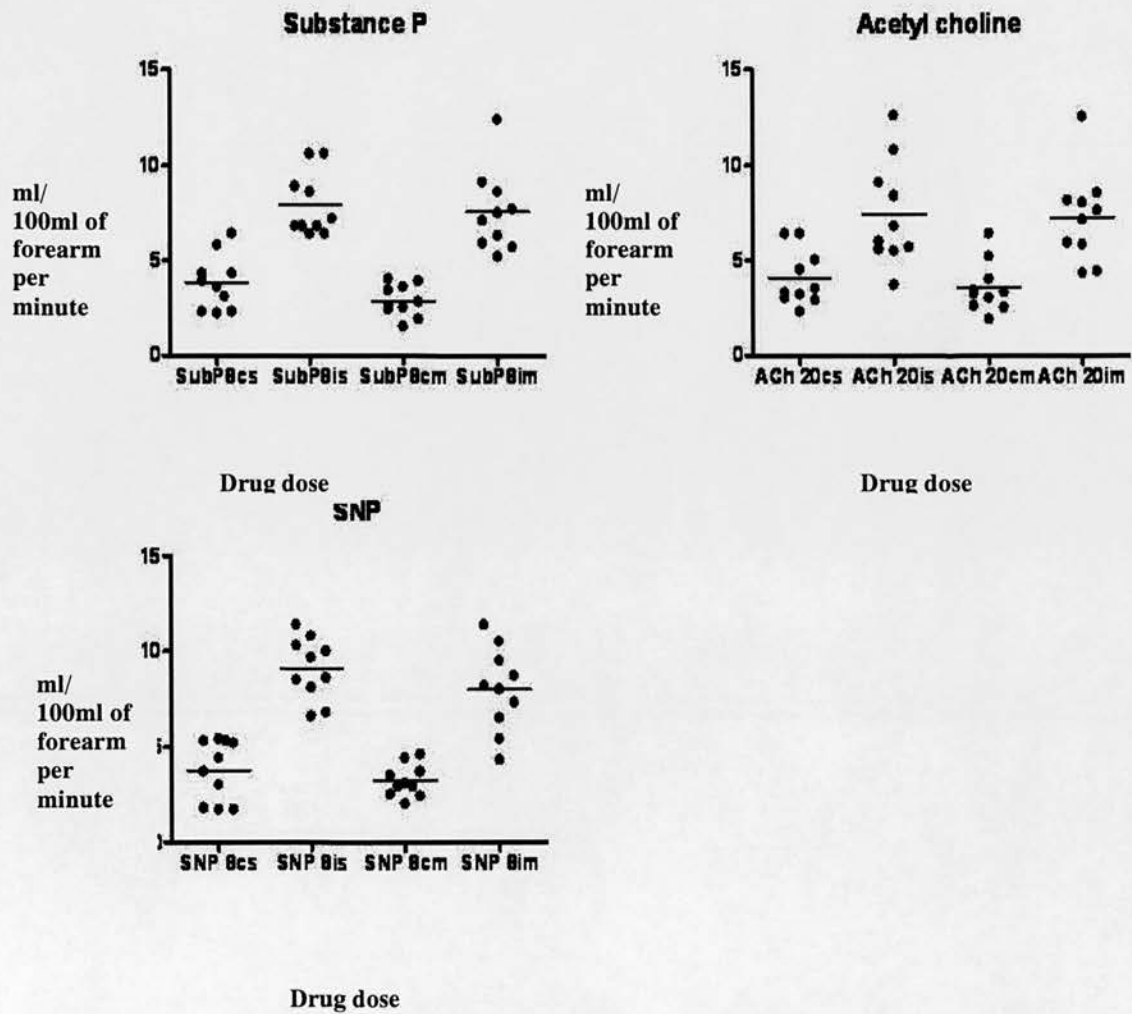 Substance P
15
10
5
0
ml/
100ml of
forearm
per
minute
SubP8cs SubP8is SubP8cm SubP8im
Drug dose
Acetyl choline
15
10
5
0
ml/
100ml of
forearm
per
minute
ACh 20cs ACh 20is ACh 20cm ACh 20im
Drug dose
SNP
15
10
5
0
ml/
100ml of
forearm
per
minute
SNP 8cs SNP 8is SNP 8cm SNP 8im
Drug dose